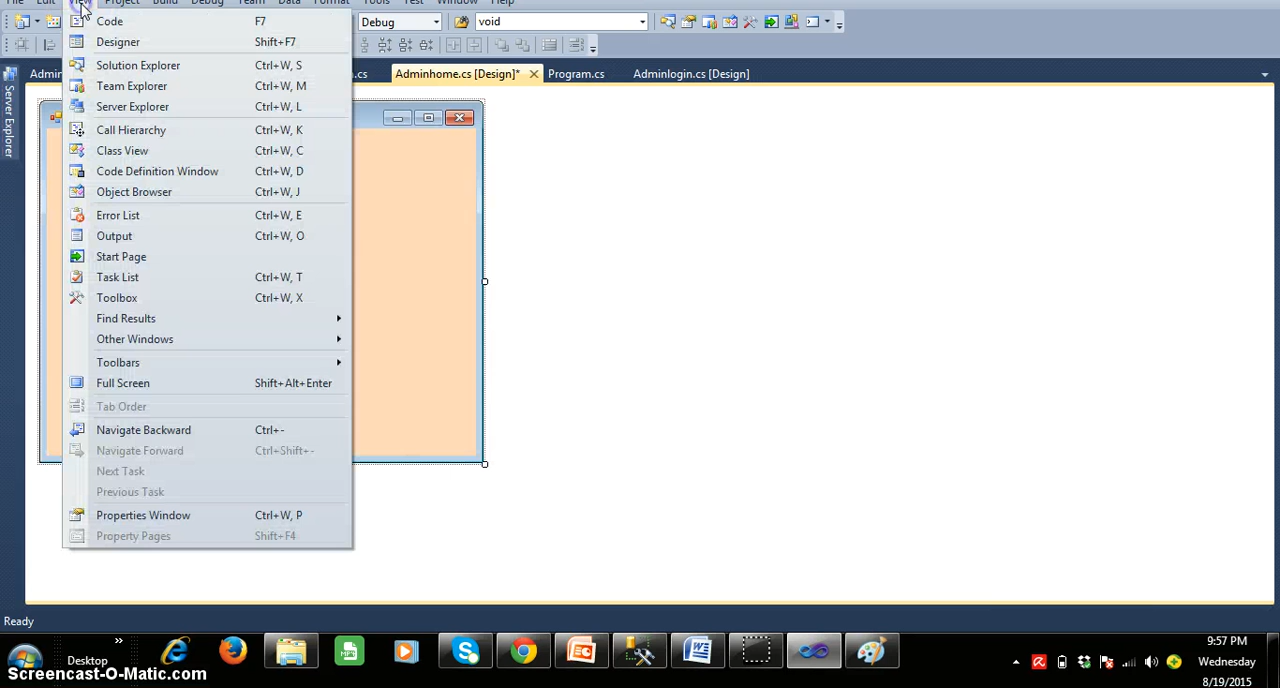 File Edit View Project Build Debug Team Data Format Tools Test Window Help
Debug void
Admin cs Adminhome.cs [Design]* Program.cs Adminlogin.cs [Design]
Server Explorer
Code F7
Designer Shift+F7
Solution Explorer Ctrl+W, S
Team Explorer Ctrl+W, M
Server Explorer Ctrl+W, L
Call Hierarchy Ctrl+W, K
Class View Ctrl+W, C
Code Definition Window Ctrl+W, D
Object Browser Ctrl+W, J
Error List Ctrl+W, E
Output Ctrl+W, O
Start Page
Task List Ctrl+W, T
Toolbox Ctrl+W, X
Find Results
Other Windows
Toolbars
Full Screen Shift+Alt+Enter
Tab Order
Navigate Backward Ctrl+-
Navigate Forward Ctrl+Shift+-
Next Task
Previous Task
Properties Window Ctrl+W, P
Property Pages Shift+F4
Ready
Desktop
9:57 PM
Wednesday
8/19/2015
Screencast-O-Matic.com